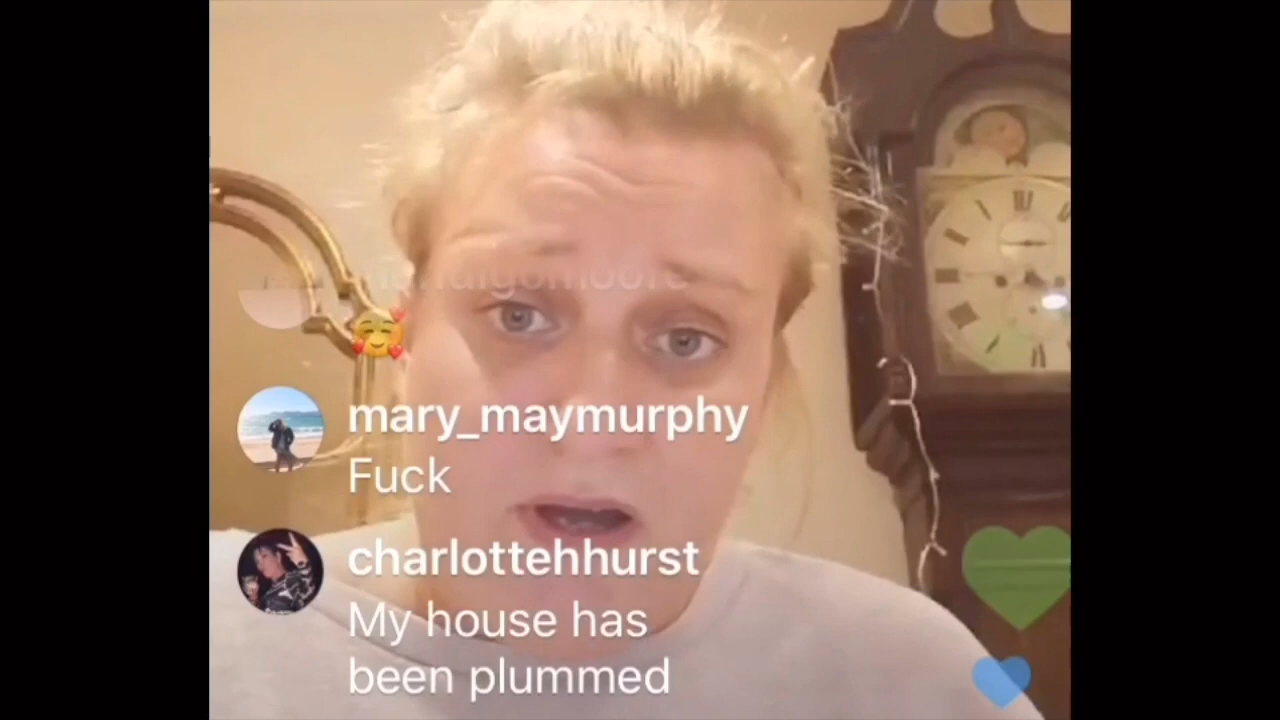 mary_maymurphy
Fuck
charlottehhurst
My house has
been plummed